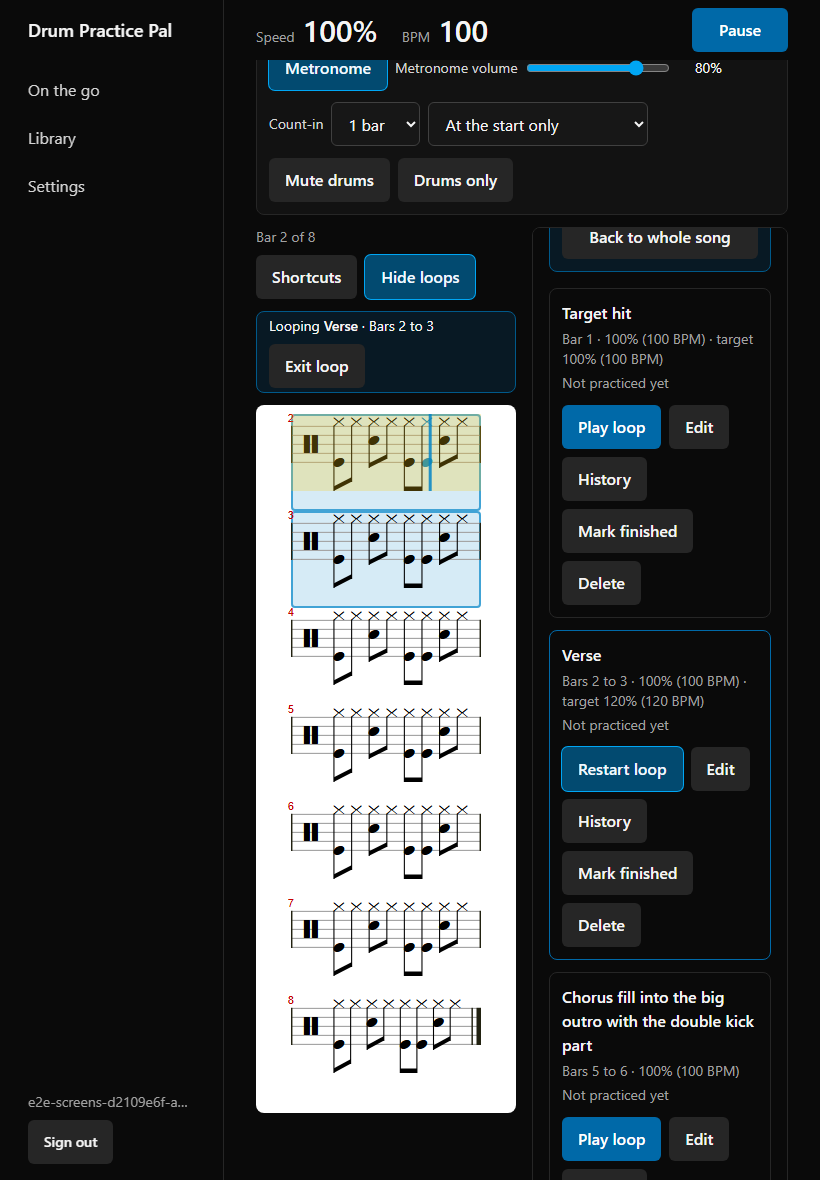 Drum Practice Pal
On the go
Library
Settings
e2e-screens-d2109e6f-a...
Sign out
Speed 100% BPM 100
Pause
Metronome Metronome volume 80%
Count-in 1 bar At the start only
Mute drums Drums only
Bar 2 of 8
Shortcuts Hide loops
Looping Verse · Bars 2 to 3
Exit loop
2
3
4
5
6
7
8
Back to whole song
Target hit
Bar 1 · 100% (100 BPM) · target
100% (100 BPM)
Not practiced yet
Play loop Edit
History
Mark finished
Delete
Verse
Bars 2 to 3 · 100% (100 BPM) ·
target 120% (120 BPM)
Not practiced yet
Restart loop Edit
History
Mark finished
Delete
Chorus fill into the big
outro with the double kick
part
Bars 5 to 6 · 100% (100 BPM)
Not practiced yet
Play loop Edit